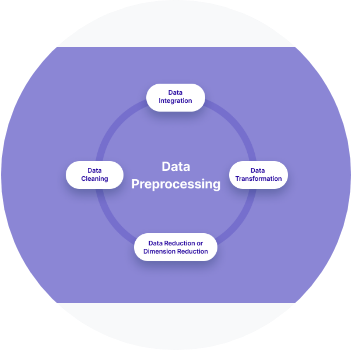 Data
Integration
Data
Cleaning
Data
Preprocessing
Data
Transformation
Data Reduction or
Dimension Reduction